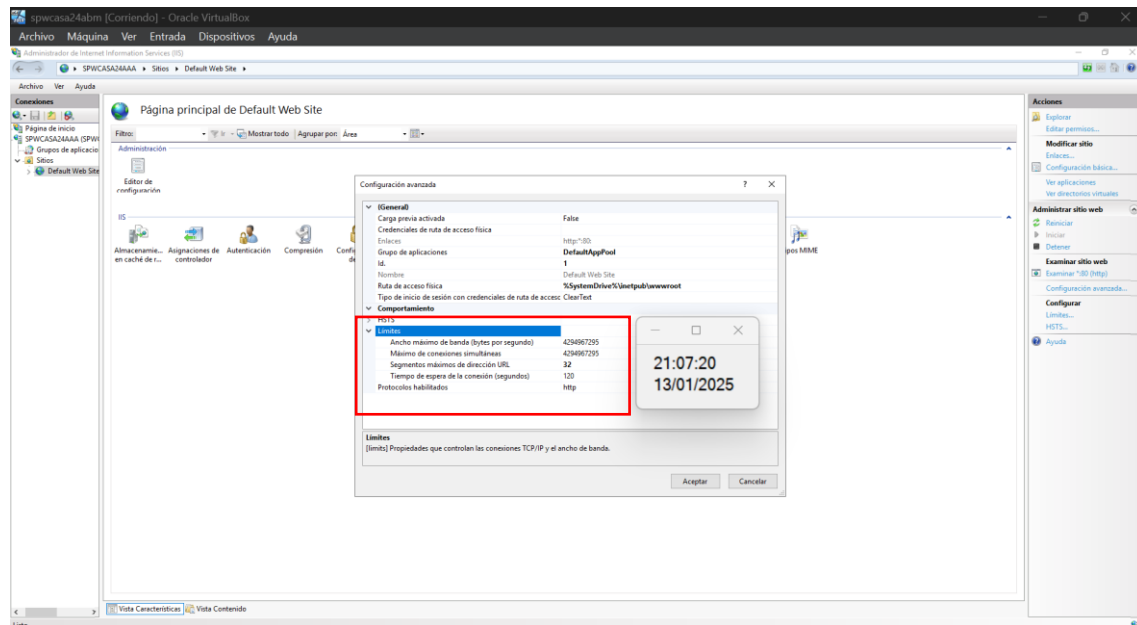 spwcasa24abm [Corriendo] - Oracle VirtualBox
Archivo Máquina Ver Entrada Dispositivos Ayuda
Administrador de Internet Information Services (IIS)
SPWCASA24AAA Sitios Default Web Site
Archivo Ver Ayuda
Conexiones
Página de inicio
SPWCASA24AAA (SPW
Grupos de aplicacio
Sitios
Default Web Site
Página principal de Default Web Site
Filtro: Ir Mostrar todo Agrupar por: Área
Administración
Editor de
configuración
IIS
Almacenamie...
en caché de r...
Asignaciones de
controlador
Autenticación
Compresión
Confi
de
ipos MIME
Configuración avanzada
(General)
Carga previa activada False
Credenciales de ruta de acceso física
Enlaces http:*:80:
Grupo de aplicaciones DefaultAppPool
Id. 1
Nombre Default Web Site
Ruta de acceso física %SystemDrive%\inetpub\wwwroot
Tipo de inicio de sesión con credenciales de ruta de acceso ClearText
Comportamiento
HSTS
Límites
Ancho máximo de banda (bytes por segundo) 4294967295
Máximo de conexiones simultáneas 4294967295
Segmentos máximos de dirección URL 32
Tiempo de espera de la conexión (segundos) 120
Protocolos habilitados http
Límites
[limits] Propiedades que controlan las conexiones TCP/IP y el ancho de banda.
Aceptar Cancelar
21:07:20
13/01/2025
Acciones
Explorar
Editar permisos...
Modificar sitio
Enlaces...
Configuración básica...
Ver aplicaciones
Ver directorios virtuales
Administrar sitio web
Reiniciar
Iniciar
Detener
Examinar sitio web
Examinar *:80 (http)
Configuración avanzada...
Configurar
Límites...
HSTS...
Ayuda
Vista Características Vista Contenido